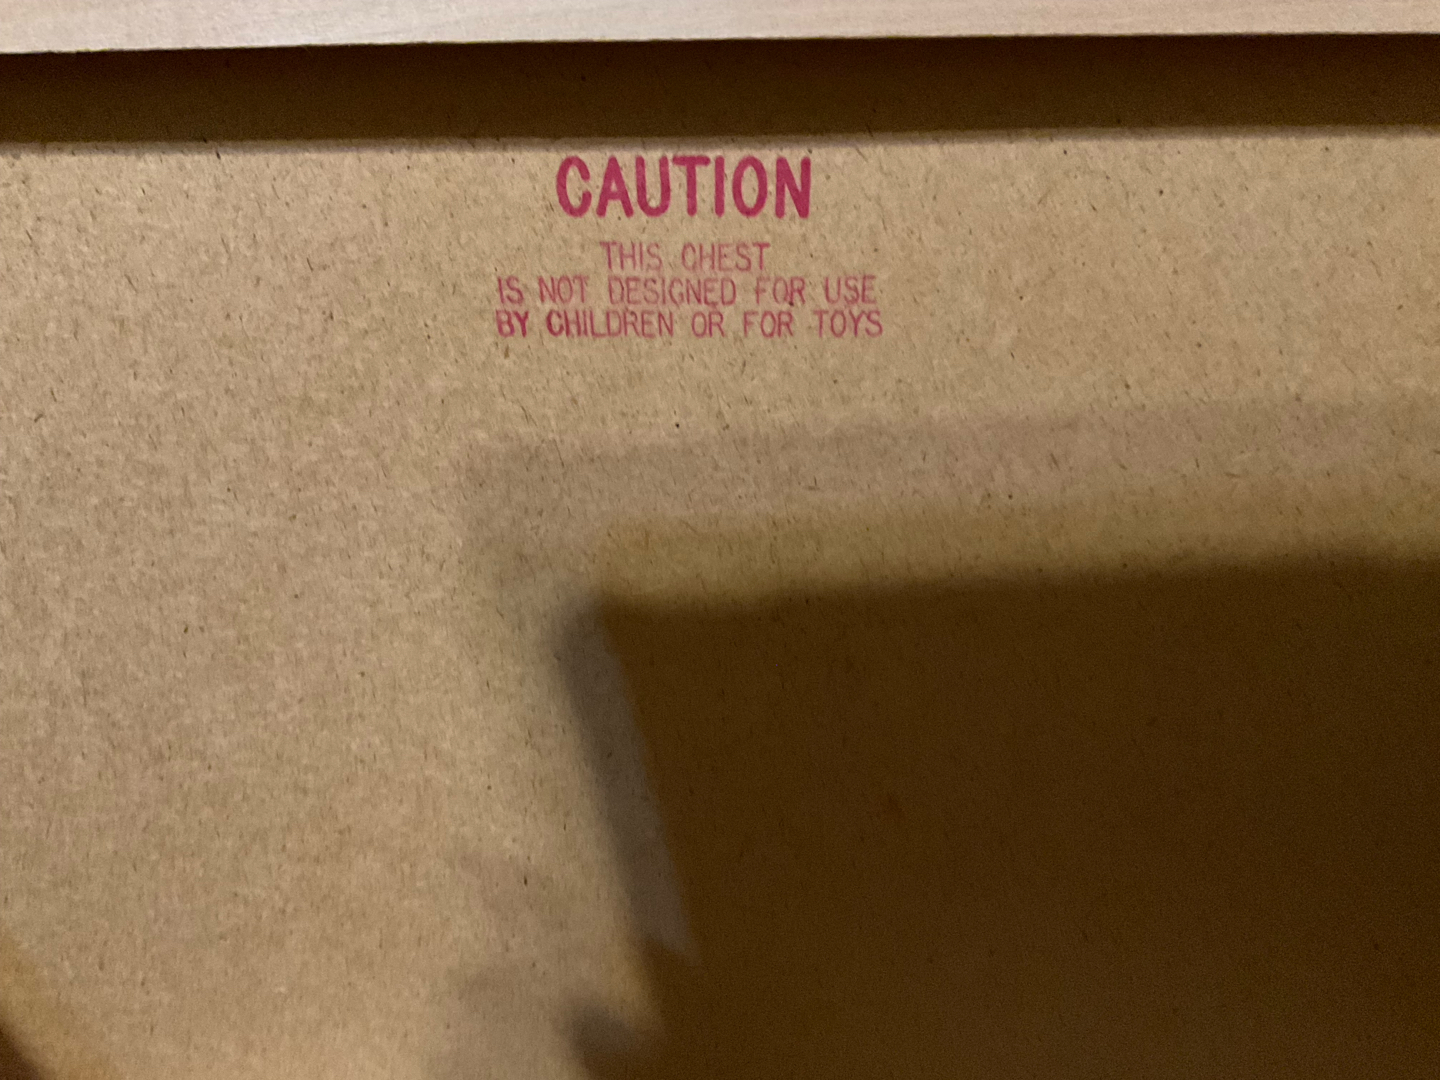 CAUTION
THIS CHEST
IS NOT DESIGNED FOR USE
BY CHILDREN OR FOR TOYS